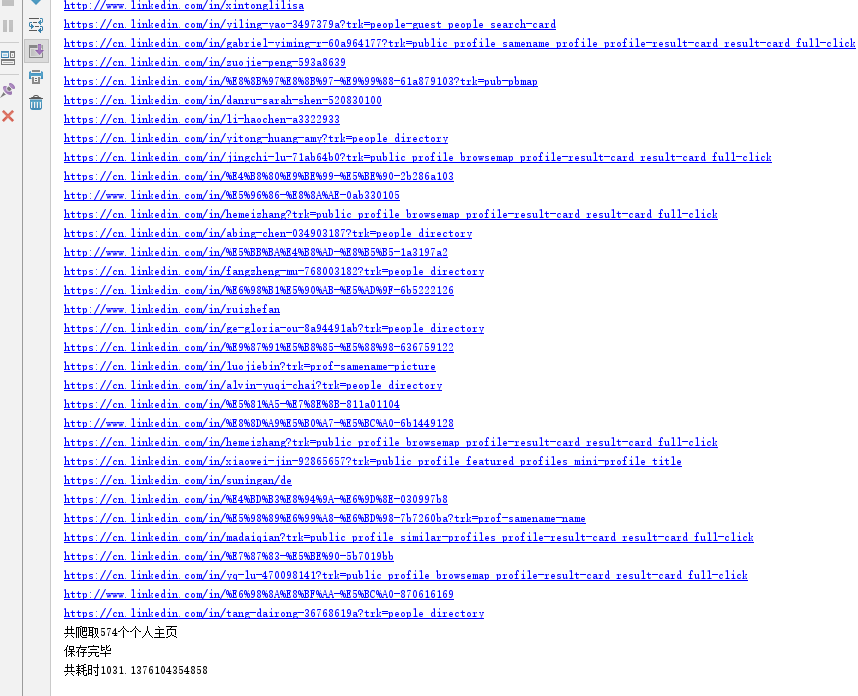 http://www.linkedin.com/in/xintonglilisa
https://cn.linkedin.com/in/yiling-yao-3497379a?trk=people-guest_people_search-card
https://cn.linkedin.com/in/gabriel-yiming-r-60a964177?trk=public_profile_samename_profile_profile-result-card_result-card_full-click
https://cn.linkedin.com/in/zuojie-peng-593a8639
https://cn.linkedin.com/in/%E8%8B%97%E8%8B%97-%E9%99%88-61a879103?trk=pub-pbmap
https://cn.linkedin.com/in/danru-sarah-shen-520830100
https://cn.linkedin.com/in/li-haochen-a3322933
https://cn.linkedin.com/in/yitong-huang-amy?trk=people_directory
https://cn.linkedin.com/in/jingchi-lu-71ab64b0?trk=public_profile_browsemap_profile-result-card_result-card_full-click
https://cn.linkedin.com/in/%E4%B8%80%E9%BE%99-%E5%BE%90-2b286a103
http://www.linkedin.com/in/%E5%96%86-%E8%8A%AE-0ab330105
https://cn.linkedin.com/in/hemeizhang?trk=public_profile_browsemap_profile-result-card_result-card_full-click
https://cn.linkedin.com/in/abing-chen-034903187?trk=people_directory
http://www.linkedin.com/in/%E5%BB%BA%E4%B8%AD-%E8%B5%B5-1a3197a2
https://cn.linkedin.com/in/fangzheng-mu-768003182?trk=people_directory
https://cn.linkedin.com/in/%E6%98%B1%E5%90%AB-%E5%AD%9F-6b5222126
http://www.linkedin.com/in/ruizhefan
https://cn.linkedin.com/in/ge-gloria-ou-8a94491ab?trk=people_directory
https://cn.linkedin.com/in/%E9%87%91%E5%B8%85-%E5%88%98-636759122
https://cn.linkedin.com/in/luojiebin?trk=prof-samename-picture
https://cn.linkedin.com/in/alvin-yuqi-chai?trk=people_directory
https://cn.linkedin.com/in/%E5%81%A5-%E7%8E%8B-811a01104
http://www.linkedin.com/in/%E8%8D%A9%E5%B0%A7-%E5%BC%A0-6b1449128
https://cn.linkedin.com/in/hemeizhang?trk=public_profile_browsemap_profile-result-card_result-card_full-click
https://cn.linkedin.com/in/xiaowei-jin-92865657?trk=public_profile_featured_profiles_mini-profile_title
https://cn.linkedin.com/in/suningan/de
https://cn.linkedin.com/in/%E4%BD%B3%E8%94%9A-%E6%9D%8E-030997b8
https://cn.linkedin.com/in/%E5%98%89%E6%99%A8-%E6%BD%98-7b7260ba?trk=prof-samename-name
https://cn.linkedin.com/in/madaiqian?trk=public_profile_similar-profiles_profile-result-card_result-card_full-click
https://cn.linkedin.com/in/%E7%87%83-%E5%BE%90-5b7019bb
https://cn.linkedin.com/in/yq-lu-470098141?trk=public_profile_browsemap_profile-result-card_result-card_full-click
http://www.linkedin.com/in/%E6%98%8A%E8%BF%AA-%E5%BC%A0-870616169
https://cn.linkedin.com/in/tang-dairong-36768619a?trk=people_directory
共爬取574个个人主页
保存完毕
共耗时1031.1376104354858